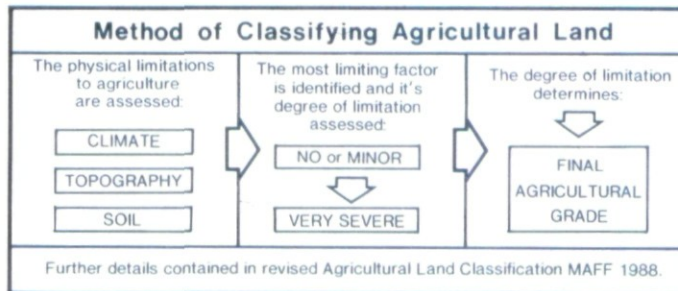 Method of Classifying Agricultural Land
The physical limitations
to agriculture
are assessed:
CLIMATE
TOPOGRAPHY
SOIL
The most limiting factor
is identified and it's
degree of limitation
assessed:
NO or MINOR
VERY SEVERE
The degree of limitation
determines:
FINAL
AGRICULTURAL
GRADE
Further details contained in revised Agricultural Land Classification MAFF 1988.